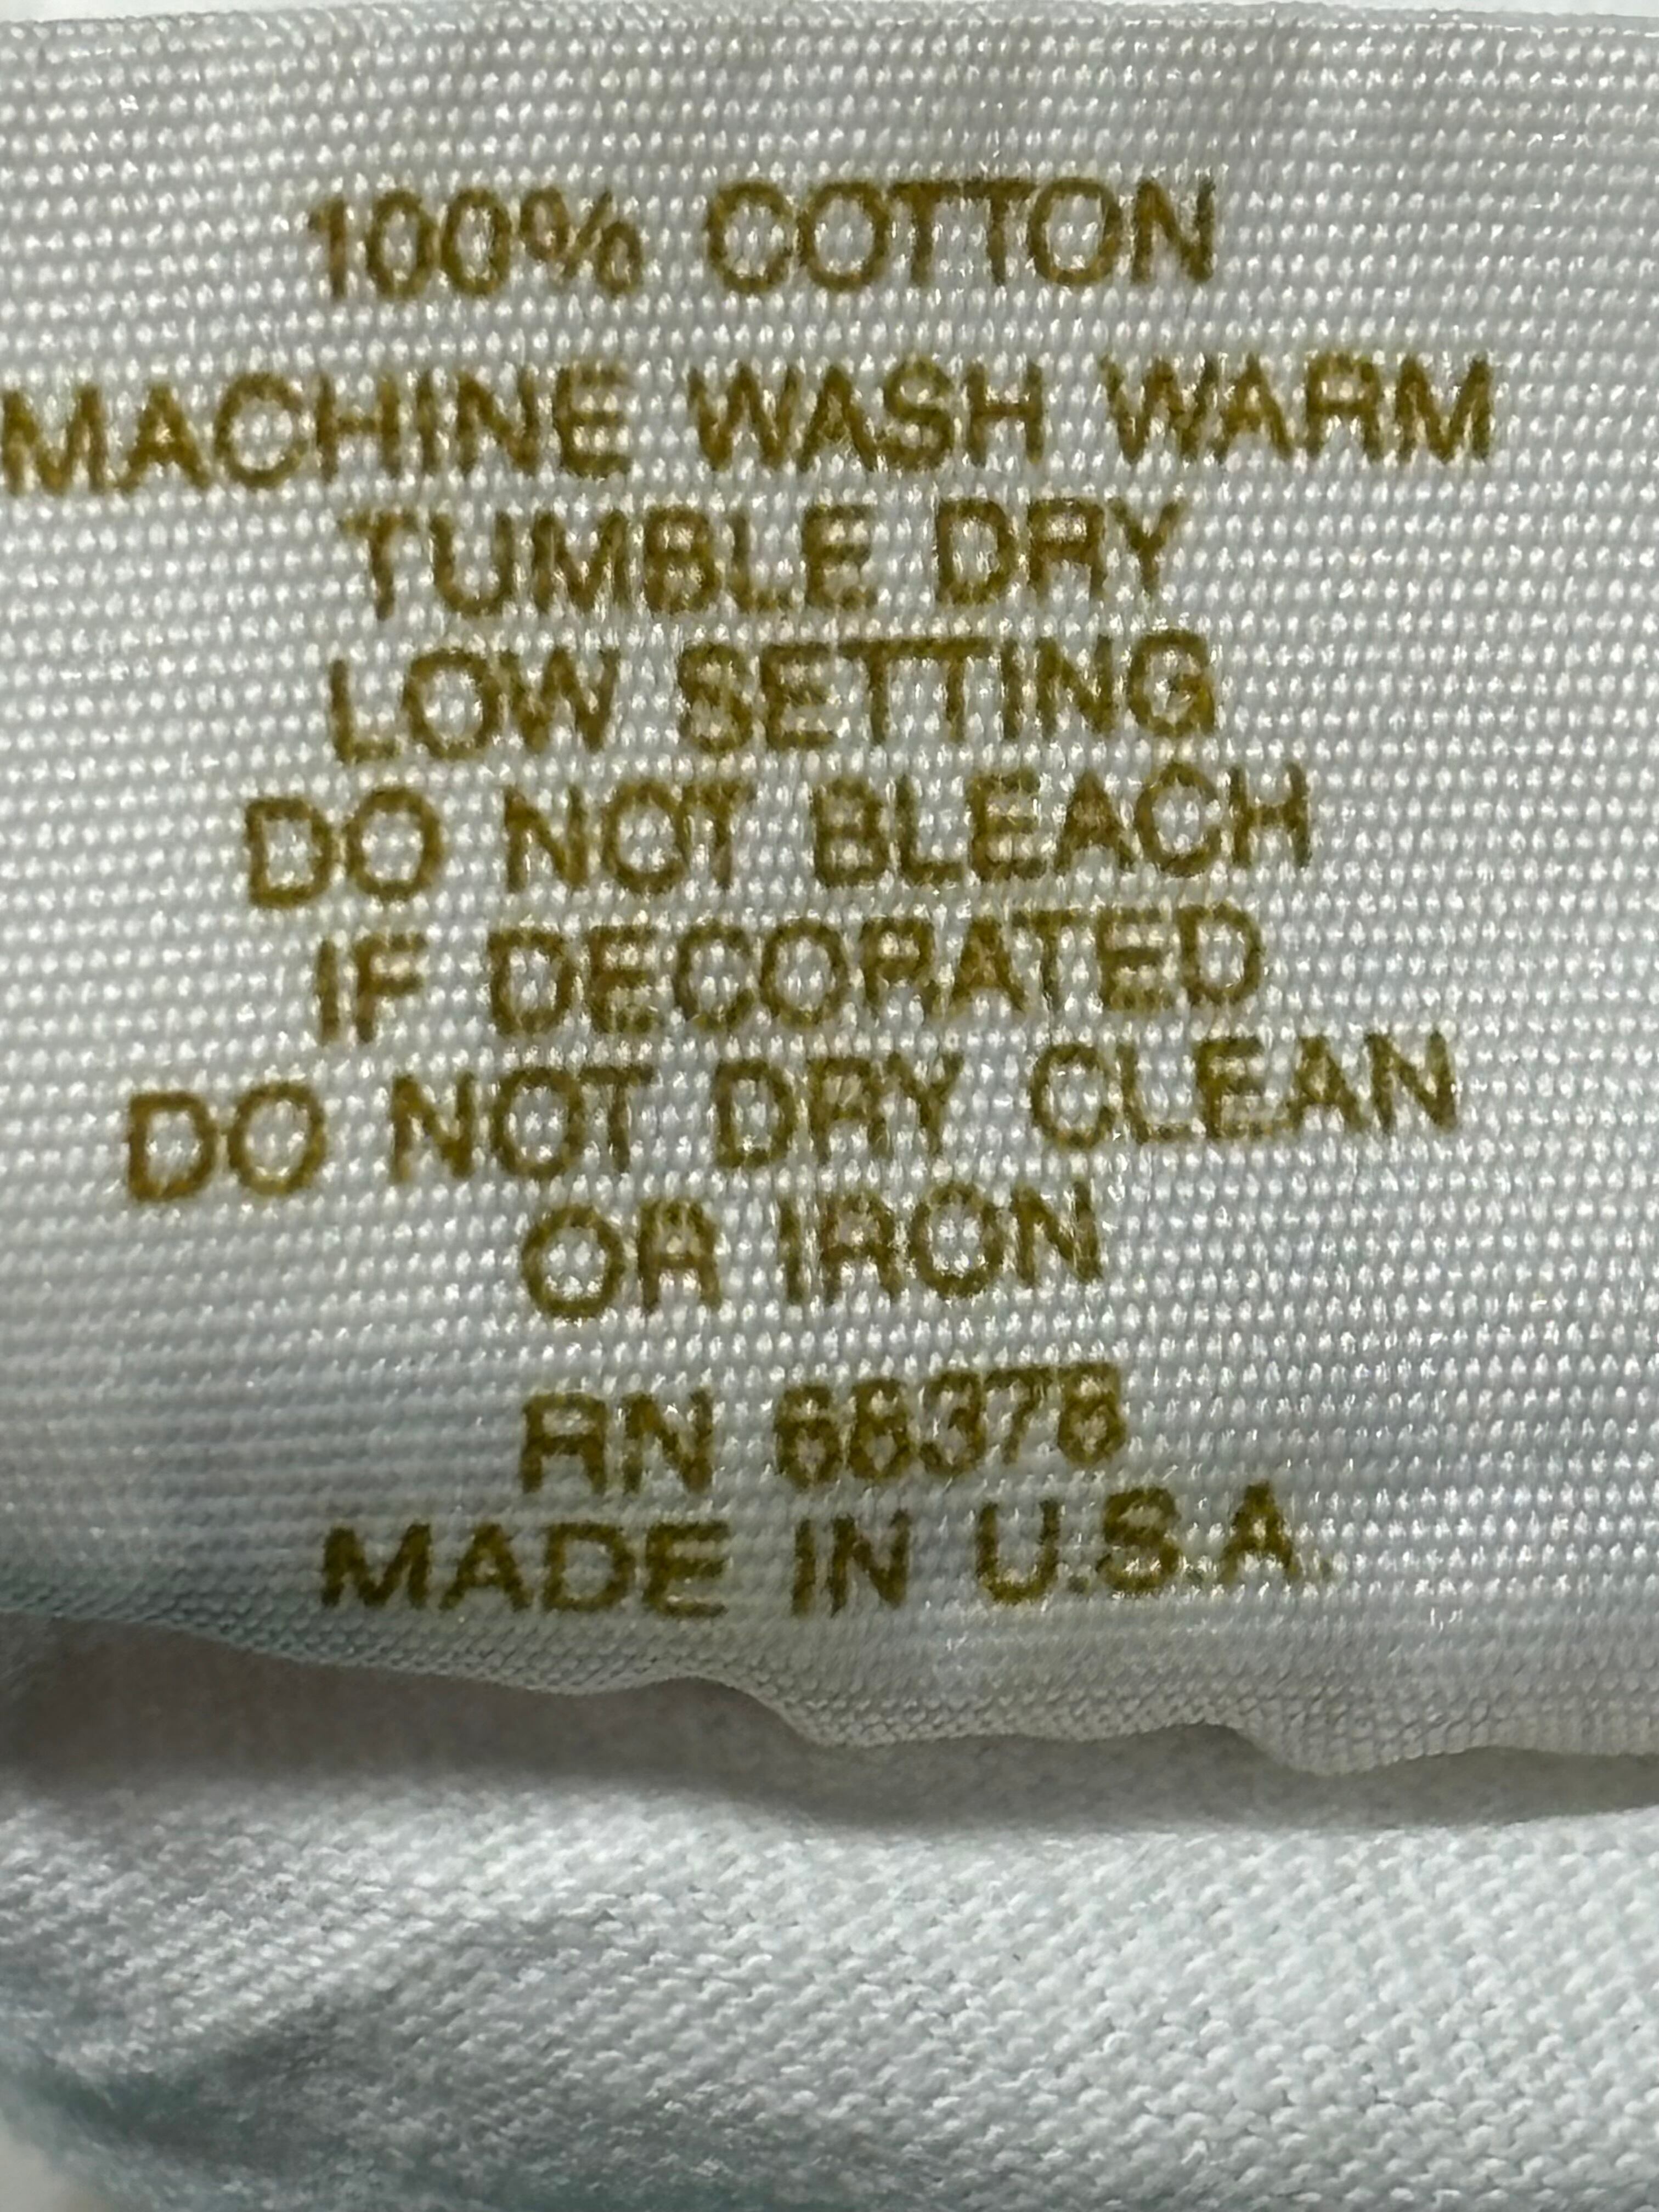 100% COTTON
MACHINE WASH WARM
TUMBLE DRY
LOW SETTING
DO NOT BLEACH
IF DECORATED
DO NOT DRY CLEAN
OR IRON
RN 66378
MADE IN U.S.A.